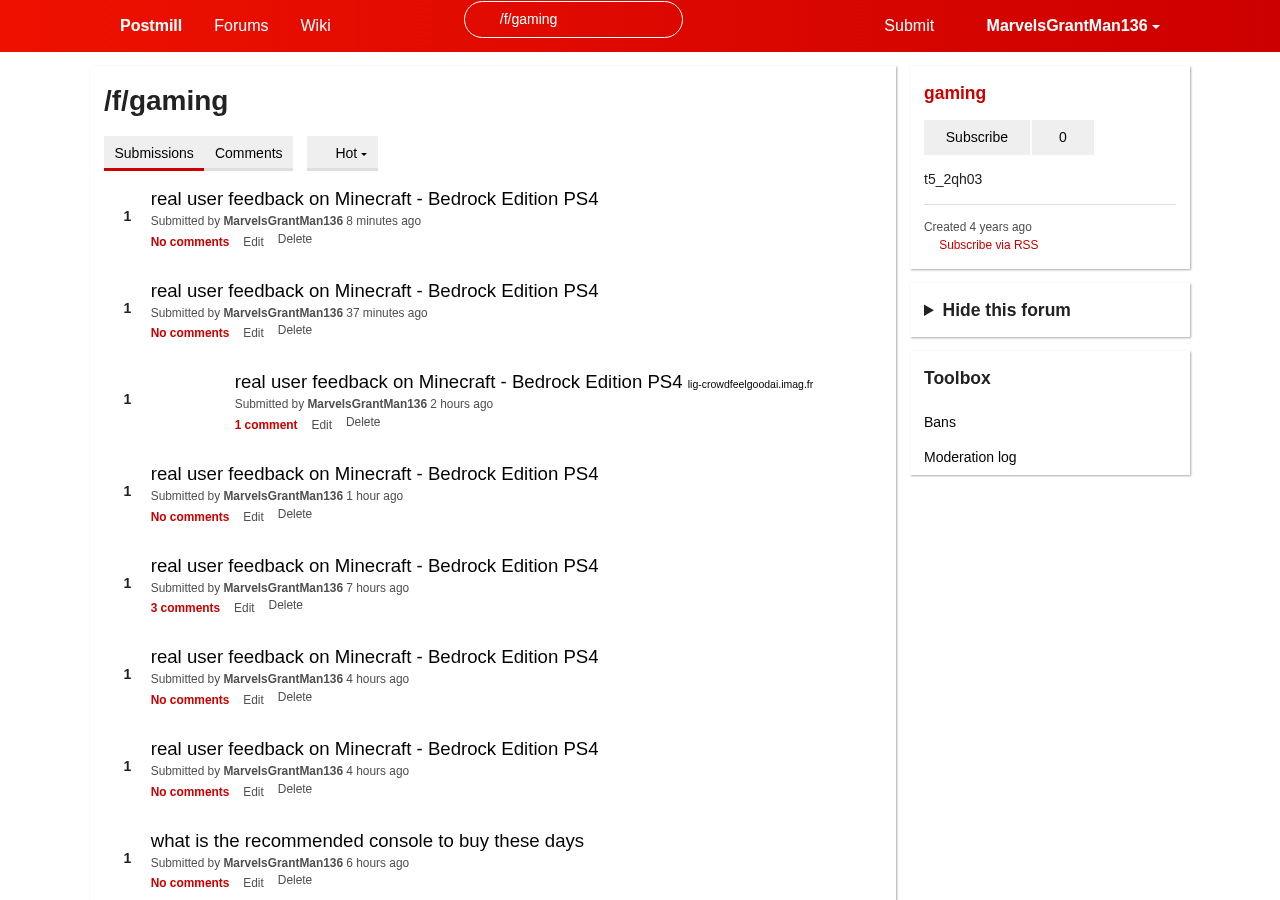 Postmill Forums Wiki /f/gaming Submit MarvelsGrantMan136
/f/gaming
Submissions Comments Hot
1
real user feedback on Minecraft - Bedrock Edition PS4
Submitted by MarvelsGrantMan136 8 minutes ago
No comments Edit Delete
1
real user feedback on Minecraft - Bedrock Edition PS4
Submitted by MarvelsGrantMan136 37 minutes ago
No comments Edit Delete
1
real user feedback on Minecraft - Bedrock Edition PS4 lig-crowdfeelgoodai.imag.fr
Submitted by MarvelsGrantMan136 2 hours ago
1 comment Edit Delete
1
real user feedback on Minecraft - Bedrock Edition PS4
Submitted by MarvelsGrantMan136 1 hour ago
No comments Edit Delete
1
real user feedback on Minecraft - Bedrock Edition PS4
Submitted by MarvelsGrantMan136 7 hours ago
3 comments Edit Delete
1
real user feedback on Minecraft - Bedrock Edition PS4
Submitted by MarvelsGrantMan136 4 hours ago
No comments Edit Delete
1
real user feedback on Minecraft - Bedrock Edition PS4
Submitted by MarvelsGrantMan136 4 hours ago
No comments Edit Delete
1
what is the recommended console to buy these days
Submitted by MarvelsGrantMan136 6 hours ago
No comments Edit Delete
gaming
Subscribe 0
t5_2qh03
Created 4 years ago
Subscribe via RSS
Hide this forum
Toolbox
Bans
Moderation log